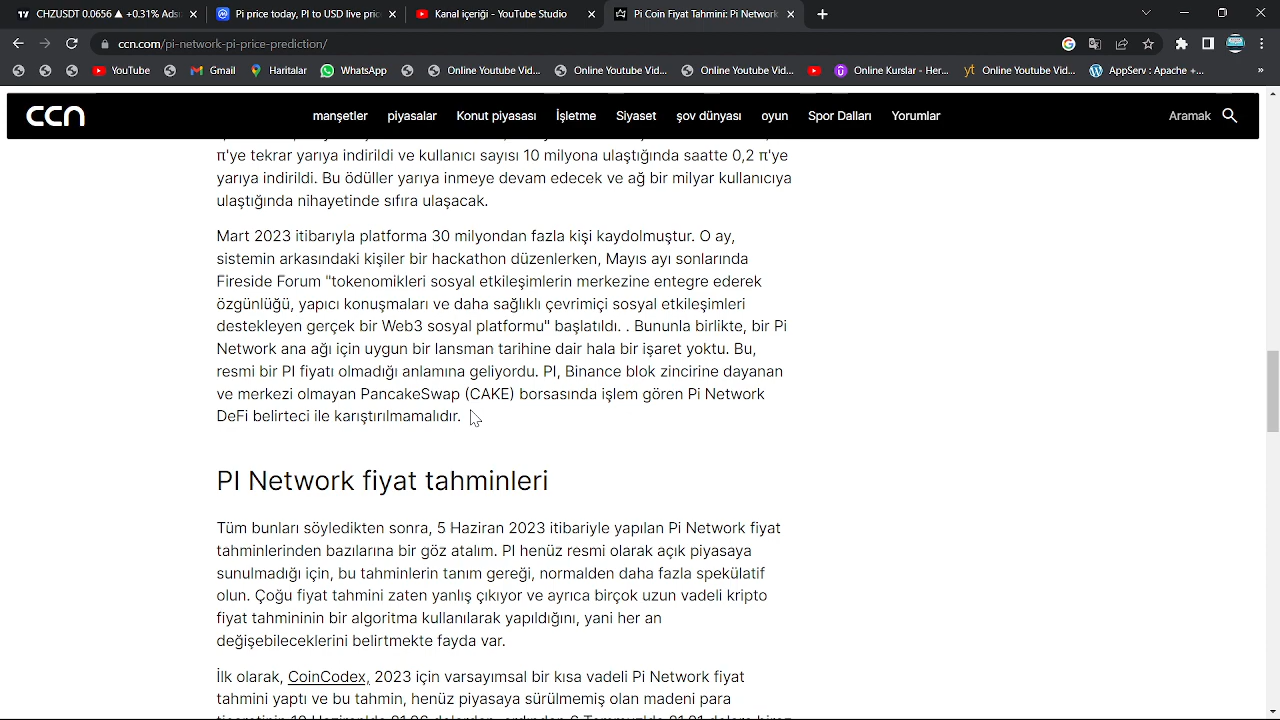 CHZUSDT 0.0656 ▲ +0.31% Adsı
Pi price today, PI to USD live pric
Kanal içeriği - YouTube Studio
Pi Coin Fiyat Tahmini: Pi Network
ccn.com/pi-network-pi-price-prediction/
YouTube
Gmail
Haritalar
WhatsApp
Online Youtube Vid...
Online Youtube Vid...
Online Youtube Vid...
Online Kurslar - Her...
yt Online Youtube Vid...
AppServ : Apache +...
»
ccn
manşetler
piyasalar
Konut piyasası
İşletme
Siyaset
şov dünyası
oyun
Spor Dalları
Yorumlar
Aramak
π'ye tekrar yarıya indirildi ve kullanıcı sayısı 10 milyona ulaştığında saatte 0,2 π'ye
yarıya indirildi. Bu ödüller yarıya inmeye devam edecek ve ağ bir milyar kullanıcıya
ulaştığında nihayetinde sıfıra ulaşacak.
Mart 2023 itibarıyla platforma 30 milyondan fazla kişi kaydolmuştur. O ay,
sistemin arkasındaki kişiler bir hackathon düzenlerken, Mayıs ayı sonlarında
Fireside Forum "tokenomikleri sosyal etkileşimlerin merkezine entegre ederek
özgünlüğü, yapıcı konuşmaları ve daha sağlıklı çevrimiçi sosyal etkileşimleri
destekleyen gerçek bir Web3 sosyal platformu" başlatıldı. . Bununla birlikte, bir Pi
Network ana ağı için uygun bir lansman tarihine dair hala bir işaret yoktu. Bu,
resmi bir PI fiyatı olmadığı anlamına geliyordu. PI, Binance blok zincirine dayanan
ve merkezi olmayan PancakeSwap (CAKE) borsasında işlem gören Pi Network
DeFi belirteci ile karıştırılmamalıdır.
PI Network fiyat tahminleri
Tüm bunları söyledikten sonra, 5 Haziran 2023 itibariyle yapılan Pi Network fiyat
tahminlerinden bazılarına bir göz atalım. PI henüz resmi olarak açık piyasaya
sunulmadığı için, bu tahminlerin tanım gereği, normalden daha fazla spekülatif
olun. Çoğu fiyat tahmini zaten yanlış çıkıyor ve ayrıca birçok uzun vadeli kripto
fiyat tahmininin bir algoritma kullanılarak yapıldığını, yani her an
değişebileceklerini belirtmekte fayda var.
İlk olarak, CoinCodex, 2023 için varsayımsal bir kısa vadeli Pi Network fiyat
tahmini yaptı ve bu tahmin, henüz piyasaya sürülmemiş olan madeni para